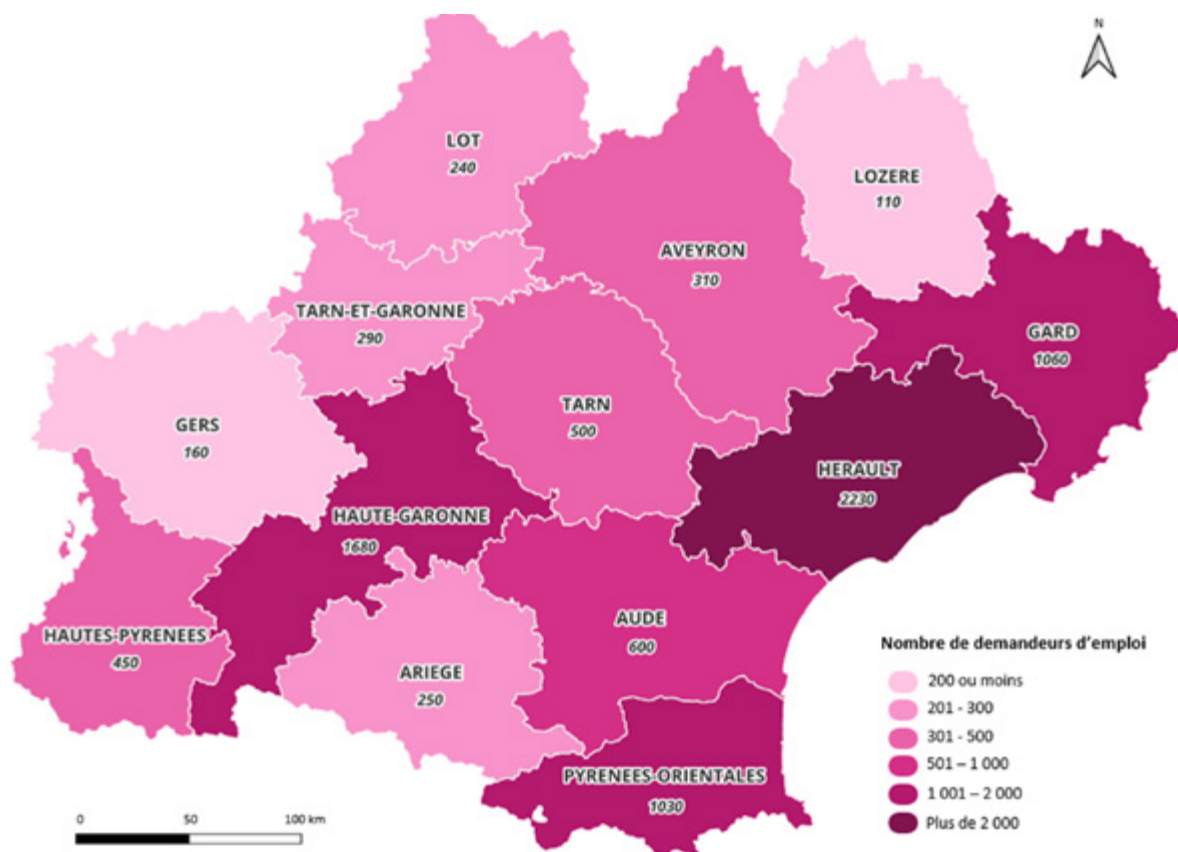 N
LOT
240
LOZERE
110
AVEYRON
310
TARN-ET-GARONNE
290
GARD
1060
TARN
500
GERS
160
HERAULT
2230
HAUTE-GARONNE
1680
AUDE
600
HAUTES-PYRENEES
450
ARIEGE
250
PYRENEES-ORIENTALES
1030
Nombre de demandeurs d’emploi
200 ou moins
201 - 300
301 - 500
501 – 1 000
1 001 – 2 000
Plus de 2 000
0 50 100 km